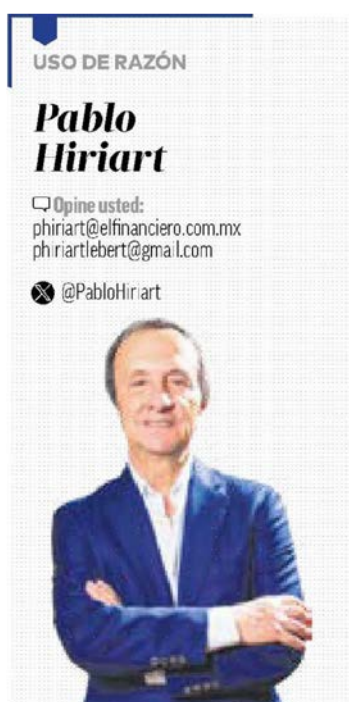 USO DE RAZÓN
Pablo
Hiriart
Opine usted:
phiriart@elfinanciero.com.mx
phiriartlebert@gmail.com
@PabloHiriart